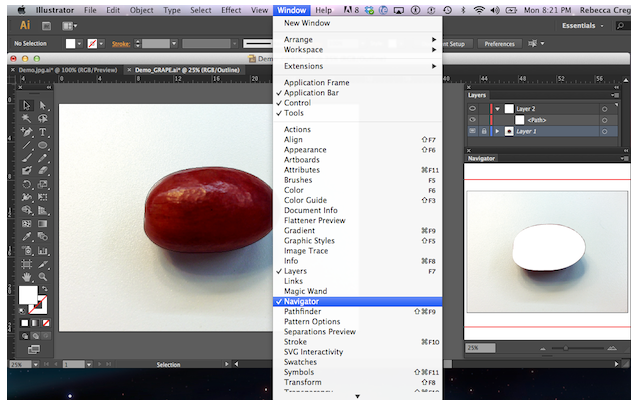 Illustrator File Edit Object Type Select Effect View Window Help 8 Mon 8:21 PM Rebecca Creg
Ai Essentials
No Selection Stroke: Setup Preferences
Demo.jpg.ai* @ 100% (RGB/Preview) Demo_GRAPE.ai* @ 25% (RGB/Outline)
New Window
Arrange
Workspace
Extensions
Application Frame
Application Bar
Control
Tools
Actions
Align ⇧F7
Appearance ⇧F6
Artboards
Attributes ⌘F11
Brushes F5
Color F6
Color Guide ⇧F3
Document Info
Flattener Preview
Gradient ⌘F9
Graphic Styles ⇧F5
Image Trace
Info ⌘F8
Layers F7
Links
Magic Wand
Navigator
Pathfinder ⇧⌘F9
Pattern Options
Separations Preview
Stroke ⌘F10
SVG Interactivity
Swatches
Symbols ⇧⌘F11
Transform ⇧F8
Layers
Layer 2
<Path>
Layer 1
Navigator
25%
25% 1 Selection